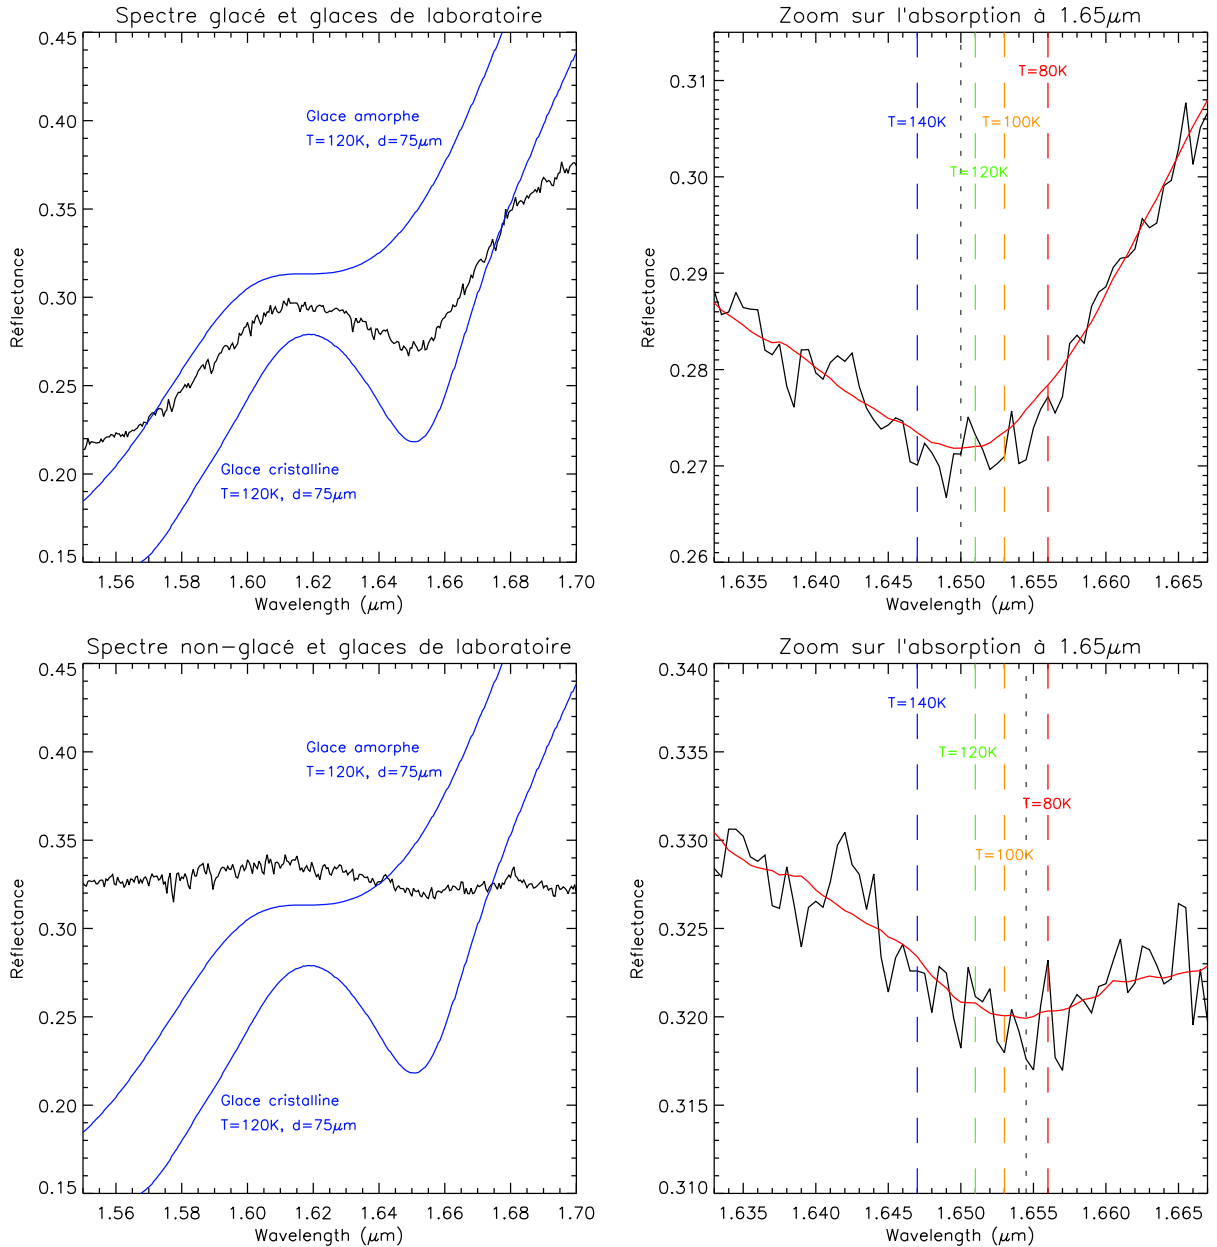 Spectre glacé et glaces de laboratoire
0.45
0.40
0.35
0.30
0.25
0.20
0.15
Réflectance
Glace amorphe
T=120K, d=75μm
Glace cristalline
T=120K, d=75μm
1.56 1.58 1.60 1.62 1.64 1.66 1.68 1.70
Wavelength (μm)
Zoom sur l'absorption à 1.65μm
0.31
0.30
0.29
0.28
0.27
0.26
Réflectance
T=80K
T=140K
T=100K
T=120K
1.635 1.640 1.645 1.650 1.655 1.660 1.665
Wavelength (μm)
Spectre non-glacé et glaces de laboratoire
0.45
0.40
0.35
0.30
0.25
0.20
0.15
Réflectance
Glace amorphe
T=120K, d=75μm
Glace cristalline
T=120K, d=75μm
1.56 1.58 1.60 1.62 1.64 1.66 1.68 1.70
Wavelength (μm)
Zoom sur l'absorption à 1.65μm
0.340
0.335
0.330
0.325
0.320
0.315
0.310
Réflectance
T=140K
T=120K
T=80K
T=100K
1.635 1.640 1.645 1.650 1.655 1.660 1.665
Wavelength (μm)